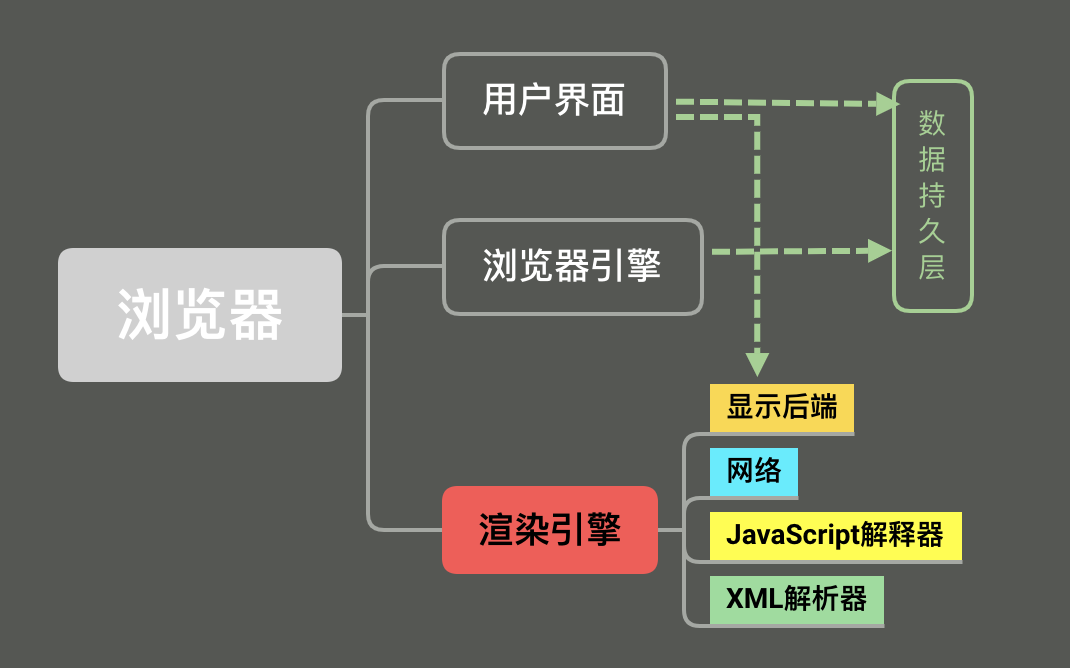 用户界面
数据持久层
浏览器引擎
浏览器
显示后端
网络
渲染引擎
JavaScript解释器
XML解析器